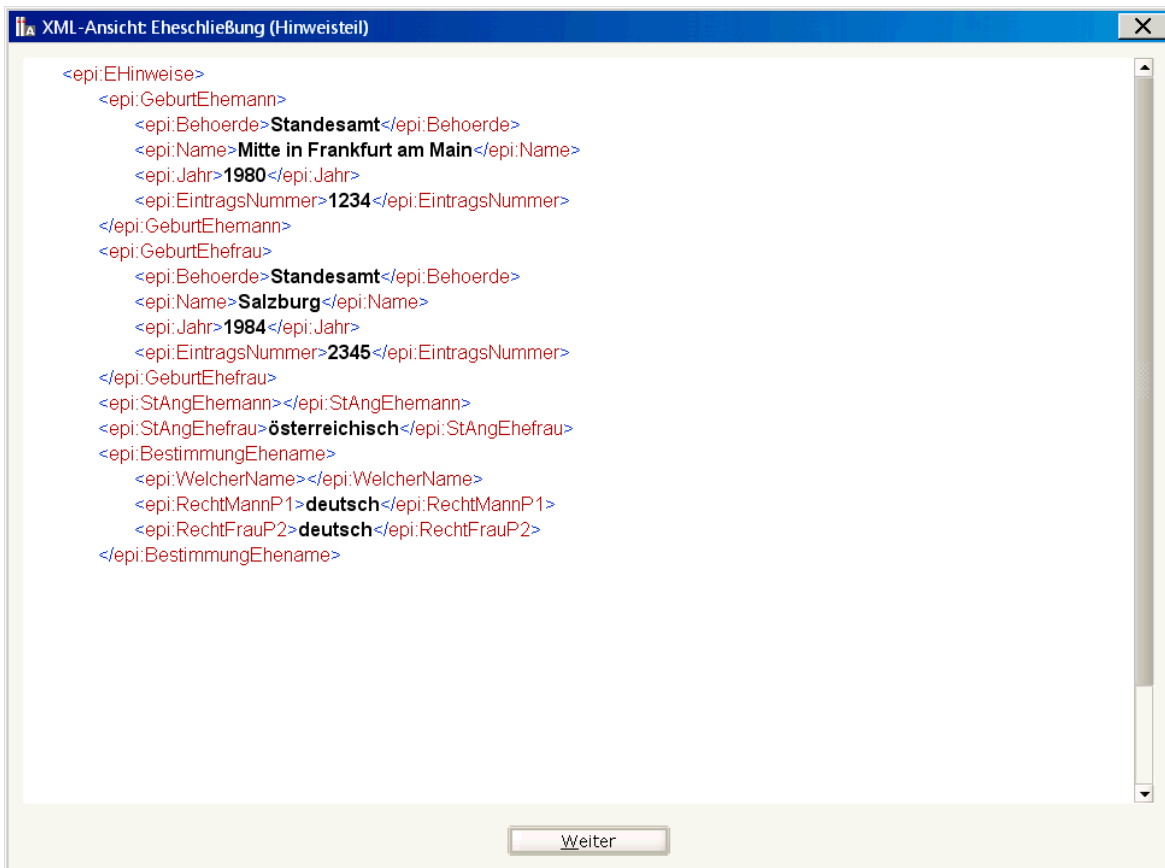 XML-Ansicht: Eheschließung (Hinweisteil)
<epi:EHinweise>
<epi:GeburtEhemann>
<epi:Behoerde>Standesamt</epi:Behoerde>
<epi:Name>Mitte in Frankfurt am Main</epi:Name>
<epi:Jahr>1980</epi:Jahr>
<epi:EintragsNummer>1234</epi:EintragsNummer>
</epi:GeburtEhemann>
<epi:GeburtEhefrau>
<epi:Behoerde>Standesamt</epi:Behoerde>
<epi:Name>Salzburg</epi:Name>
<epi:Jahr>1984</epi:Jahr>
<epi:EintragsNummer>2345</epi:EintragsNummer>
</epi:GeburtEhefrau>
<epi:StAngEhemann></epi:StAngEhemann>
<epi:StAngEhefrau>österreichisch</epi:StAngEhefrau>
<epi:BestimmungEhename>
<epi:WelcherName></epi:WelcherName>
<epi:RechtMannP1>deutsch</epi:RechtMannP1>
<epi:RechtFrauP2>deutsch</epi:RechtFrauP2>
</epi:BestimmungEhename>
Weiter